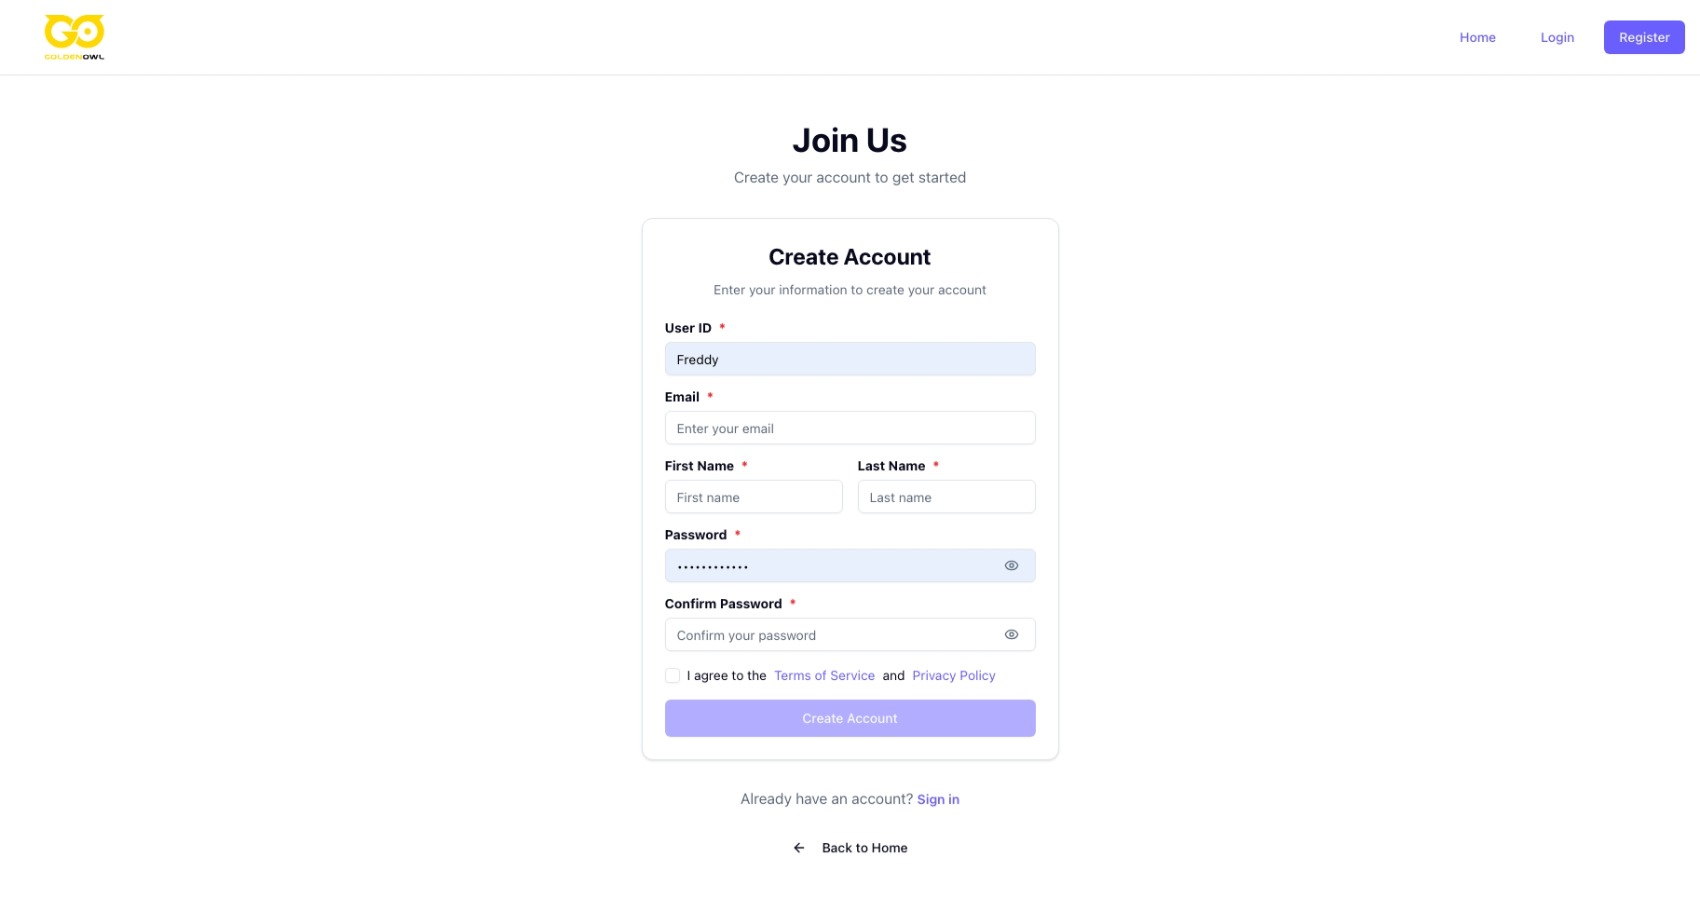 GO
GOLDENOWL
Home Login Register
Join Us
Create your account to get started
Create Account
Enter your information to create your account
User ID *
Freddy
Email *
Enter your email
First Name * Last Name *
First name Last name
Password *
••••••••••••
Confirm Password *
Confirm your password
I agree to the Terms of Service and Privacy Policy
Create Account
Already have an account? Sign in
← Back to Home